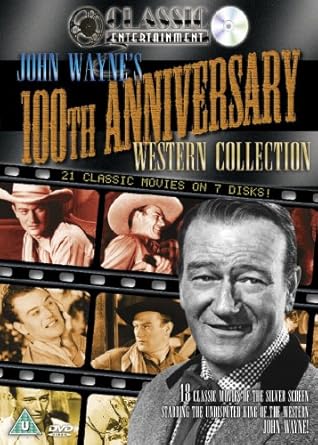 CLASSIC
ENTERTAINMENT
JOHN WAYNE'S
100TH ANNIVERSARY
WESTERN COLLECTION
21 CLASSIC MOVIES ON 7 DISKS!
18 CLASSIC MOVIES OF THE SILVER SCREEN
STARRING THE UNDISPUTED KING OF THE WESTERN
JOHN WAYNE!
U
DVD